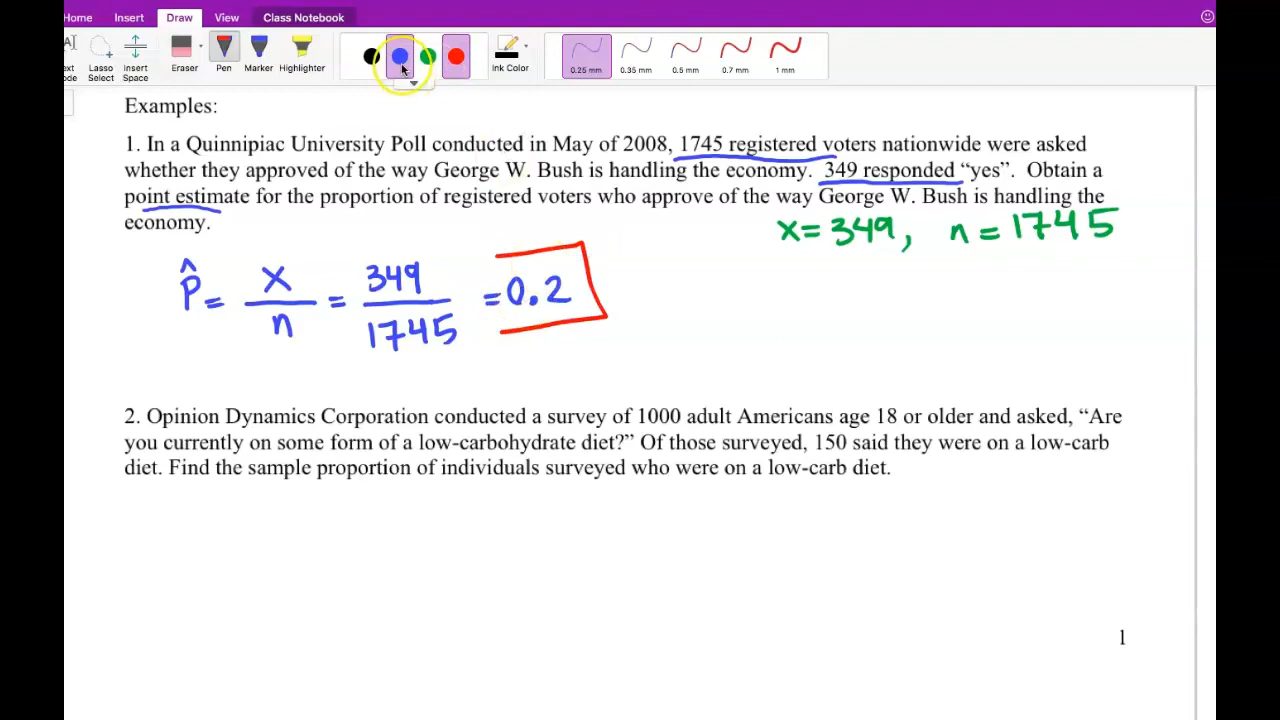 Home Insert Draw View Class Notebook
Lasso Select
Insert Space
Eraser
Pen
Marker
Highlighter
Ink Color
0.25 mm
0.35 mm
0.5 mm
0.7 mm
1 mm
Examples:
1. In a Quinnipiac University Poll conducted in May of 2008, 1745 registered voters nationwide were asked
whether they approved of the way George W. Bush is handling the economy. 349 responded “yes”. Obtain a
point estimate for the proportion of registered voters who approve of the way George W. Bush is handling the
economy.
x = 349, n = 1745
p̂ = x/n = 349/1745 = 0.2
2. Opinion Dynamics Corporation conducted a survey of 1000 adult Americans age 18 or older and asked, “Are
you currently on some form of a low-carbohydrate diet?” Of those surveyed, 150 said they were on a low-carb
diet. Find the sample proportion of individuals surveyed who were on a low-carb diet.
1